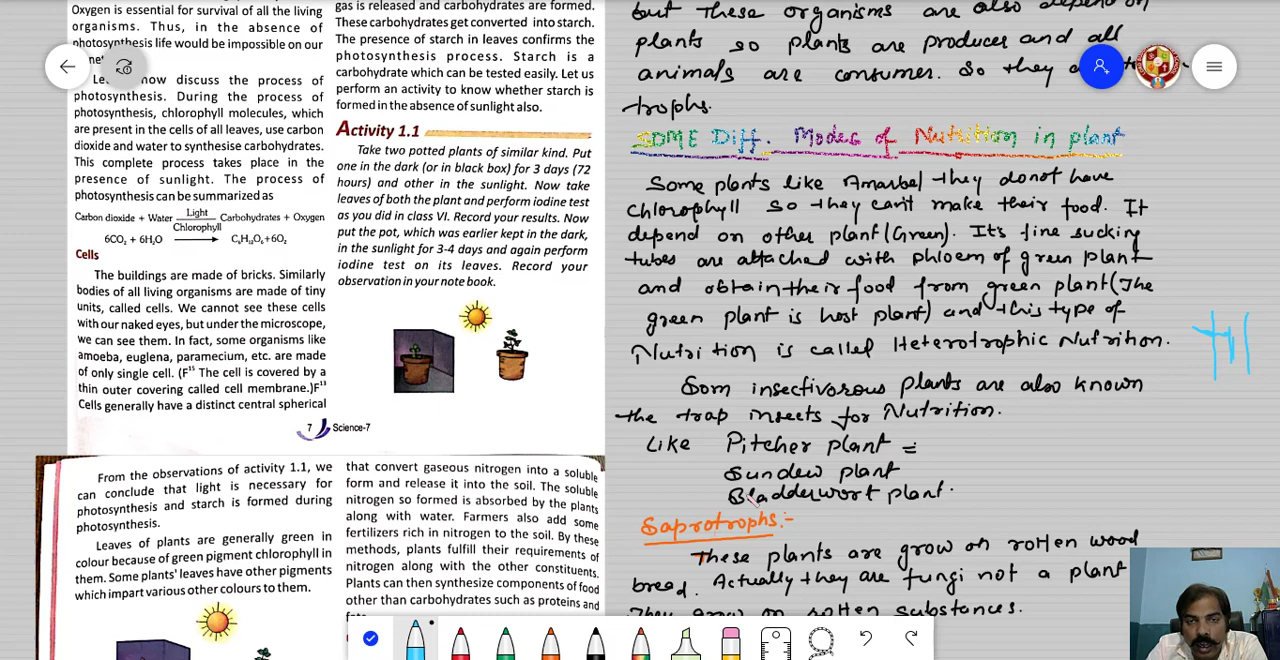 Oxygen is essential for survival of all the living
organisms. Thus, in the absence of
photosynthesis life would be impossible on our
now discuss the process of
photosynthesis. During the process of
photosynthesis, chlorophyll molecules, which
are present in the cells of all leaves, use carbon
dioxide and water to synthesise carbohydrates.
This complete process takes place in the
presence of sunlight. The process of
photosynthesis can be summarized as
Carbon dioxide + Water Light Chlorophyll Carbohydrates + Oxygen
6CO₂ + 6H₂O → C₆H₁₂O₆+6O₂
Cells
The buildings are made of bricks. Similarly
bodies of all living organisms are made of tiny
units, called cells. We cannot see these cells
with our naked eyes, but under the microscope,
we can see them. In fact, some organisms like
amoeba, euglena, paramecium, etc. are made
of only single cell. (F The cell is covered by a
thin outer covering called cell membrane.)F
Cells generally have a distinct central spherical
gas is released and carbohydrates are formed.
These carbohydrates get converted into starch.
The presence of starch in leaves confirms the
photosynthesis process. Starch is a
carbohydrate which can be tested easily. Let us
perform an activity to know whether starch is
formed in the absence of sunlight also.
Activity 1.1
Take two potted plants of similar kind. Put
one in the dark (or in black box) for 3 days (72
hours) and other in the sunlight. Now take
leaves of both the plant and perform iodine test
as you did in class VI. Record your results. Now
put the pot, which was earlier kept in the dark,
in the sunlight for 3-4 days and again perform
iodine test on its leaves. Record your
observation in your note book.
7 Science-7
From the observations of activity 1.1, we
can conclude that light is necessary for
photosynthesis and starch is formed during
photosynthesis.
Leaves of plants are generally green in
colour because of green pigment chlorophyll in
them. Some plants' leaves have other pigments
which impart various other colours to them.
that convert gaseous nitrogen into a soluble
form and release it into the soil. The soluble
nitrogen so formed is absorbed by the plants
along with water. Farmers also add some
fertilizers rich in nitrogen to the soil. By these
methods, plants fulfill their requirements of
nitrogen along with the other constituents.
Plants can then synthesize components of food
other than carbohydrates such as proteins and
but these organisms are also depend on
plants so plants are producer and all
animals are consumer. So they
trophs.
SOME Diff. Modes of Nutrition in plant
Some plants like Amarbel they do not have
chlorophyll so they can't make their food. It
depend on other plant (Green). It's fine sucking
tubes are attached with phloem of green plant
and obtain their food from green plant (The
green plant is host plant) and this type of
Nutrition is called Heterotrophic Nutrition.
Som insectivorous plants are also known
the trap insects for Nutrition.
Like Pitcher plant =
Sundew plant
Bladderwort plant.
Saprotrophs:-
These plants are grow on rotten wood
bread. Actually they are fungi not a plant
They grow on rotten substances.